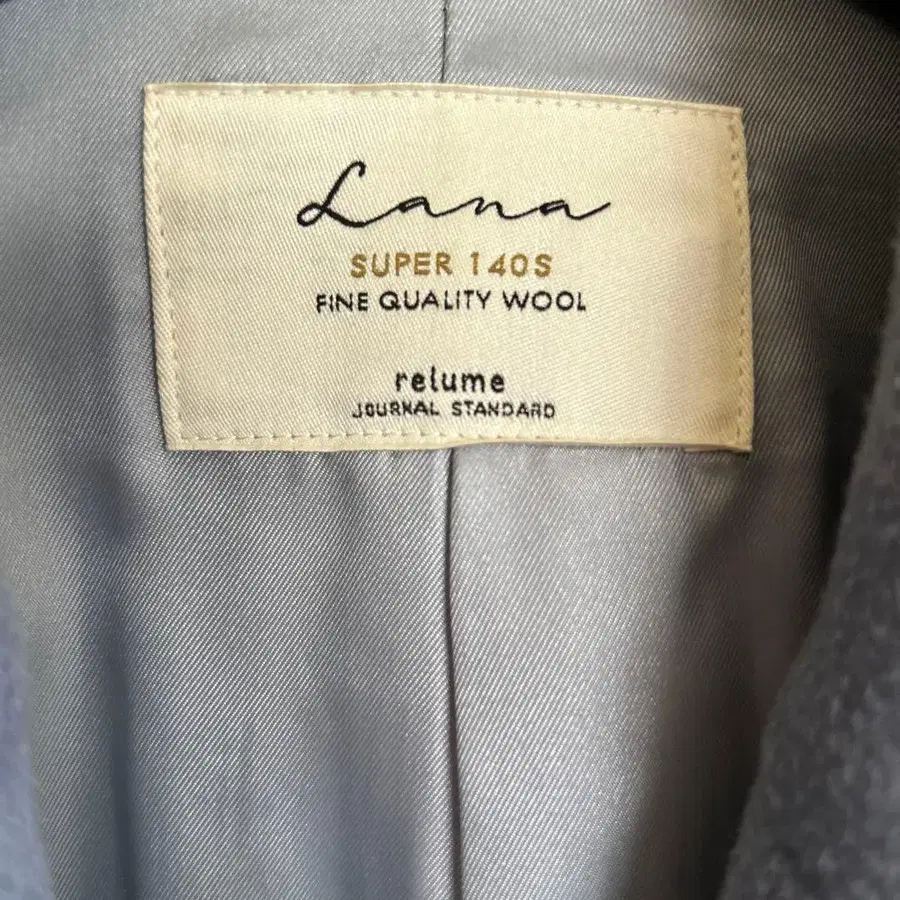 Lana
SUPER 140S
FINE QUALITY WOOL
relume
JOURNAL STANDARD